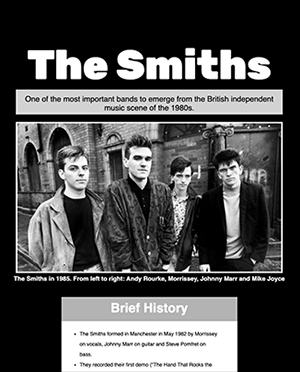 The Smiths
One of the most important bands to emerge from the British independent
music scene of the 1980s.
The Smiths in 1985. From left to right: Andy Rourke, Morrissey, Johnny Marr and Mike Joyce
Brief History
• The Smiths formed in Manchester in May 1982 by Morrissey
on vocals, Johnny Marr on guitar and Steve Pomfret on
bass.
• They recorded their first demo ("The Hand That Rocks the